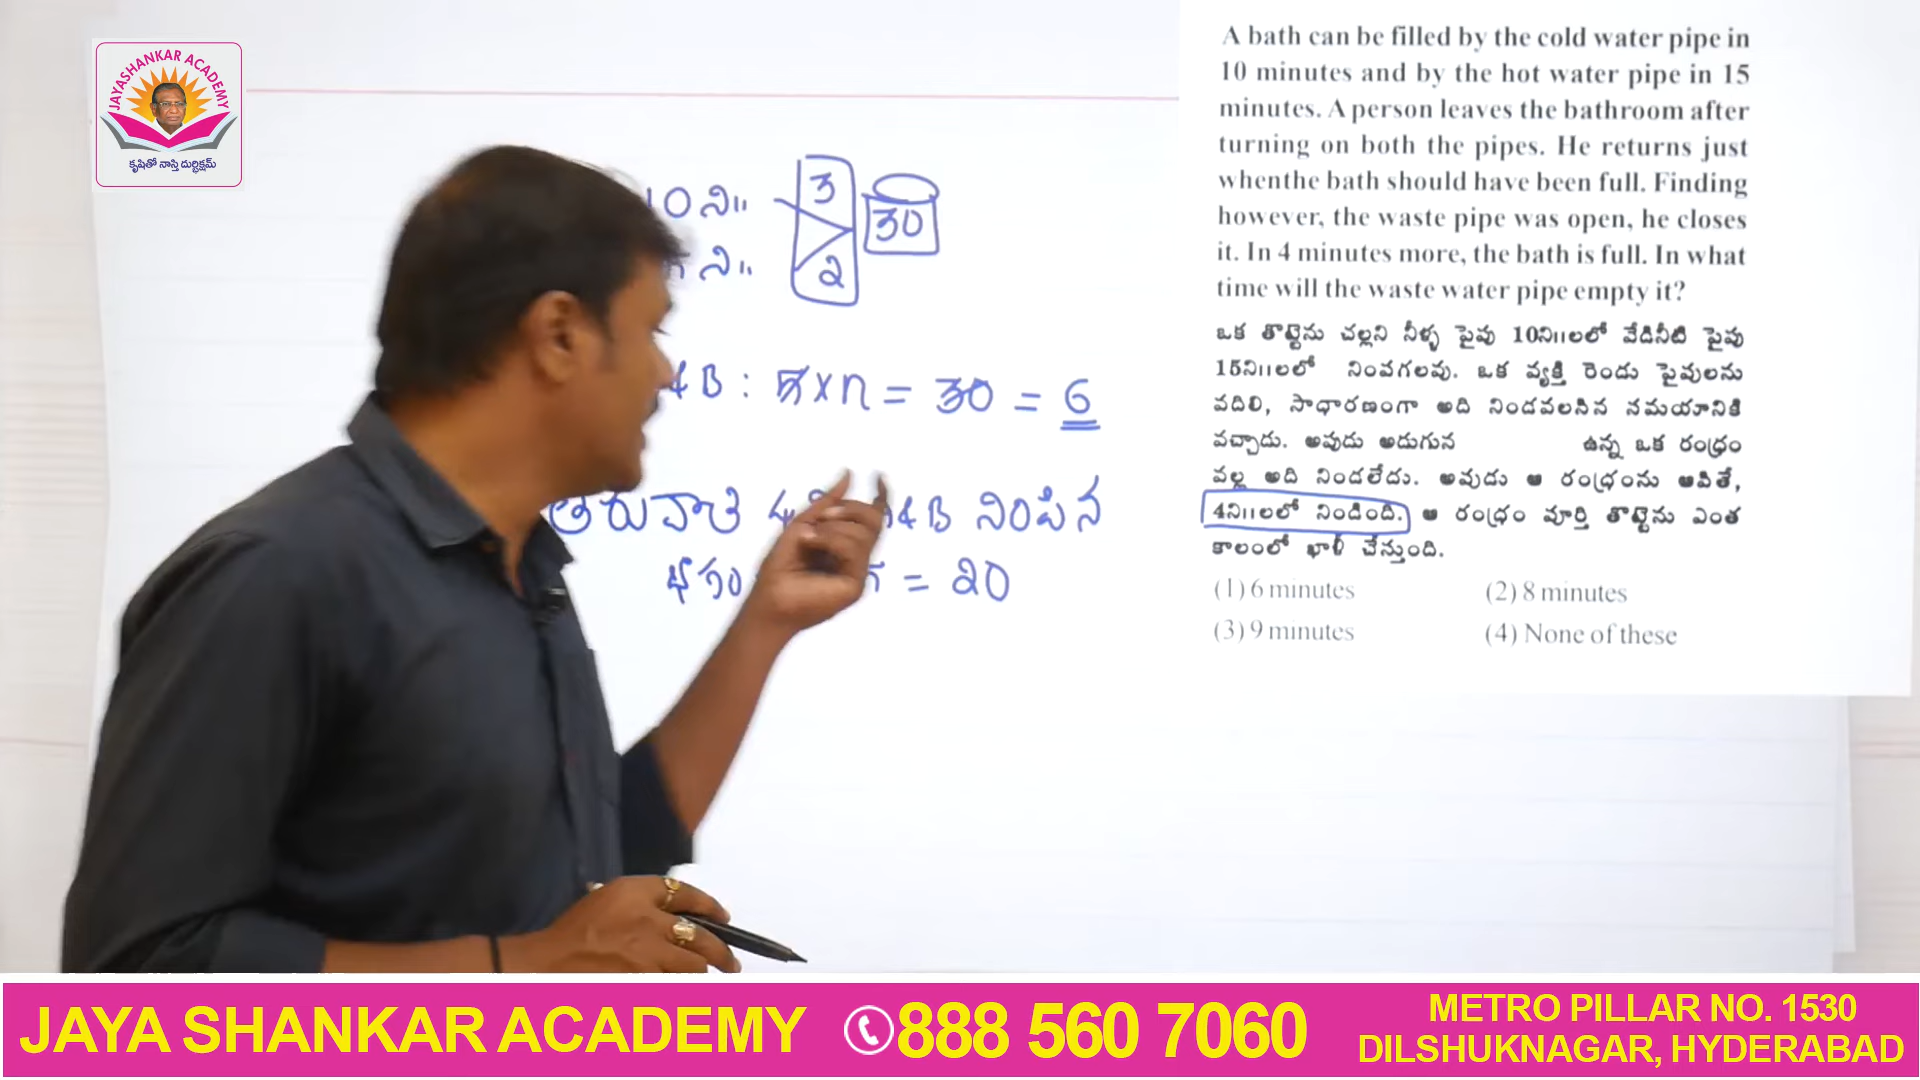 JAYASHANKAR ACADEMY
కృషితో నాస్తి దుర్భిక్షమ్
10ని॥
ని॥
3
2
30
& B : 5 x n = 30 = 6
తరువాత 4ని & B నింపిన
భాగం 5 = 20
A bath can be filled by the cold water pipe in
10 minutes and by the hot water pipe in 15
minutes. A person leaves the bathroom after
turning on both the pipes. He returns just
whenthe bath should have been full. Finding
however, the waste pipe was open, he closes
it. In 4 minutes more, the bath is full. In what
time will the waste water pipe empty it?
ఒక తొట్టెను చల్లని నీళ్ళ పైపు 10ని॥లలో వేడినీటి పైపు
15ని॥లలో నింపగలవు. ఒక వ్యక్తి రెండు పైపులను
వదిలి, సాధారణంగా అది నిండవలసిన సమయానికి
వచ్చాడు. అపుడు అడుగున ఉన్న ఒక రంధ్రం
వల్ల అది నిండలేదు. అపుడు ఆ రంధ్రంను ఆపితే,
4ని॥లలో నిండింది. ఆ రంధ్రం పూర్తి తొట్టెను ఎంత
కాలంలో ఖాళీ చేస్తుంది.
(1) 6 minutes (2) 8 minutes
(3) 9 minutes (4) None of these
JAYA SHANKAR ACADEMY
888 560 7060
METRO PILLAR NO. 1530
DILSHUKNAGAR, HYDERABAD